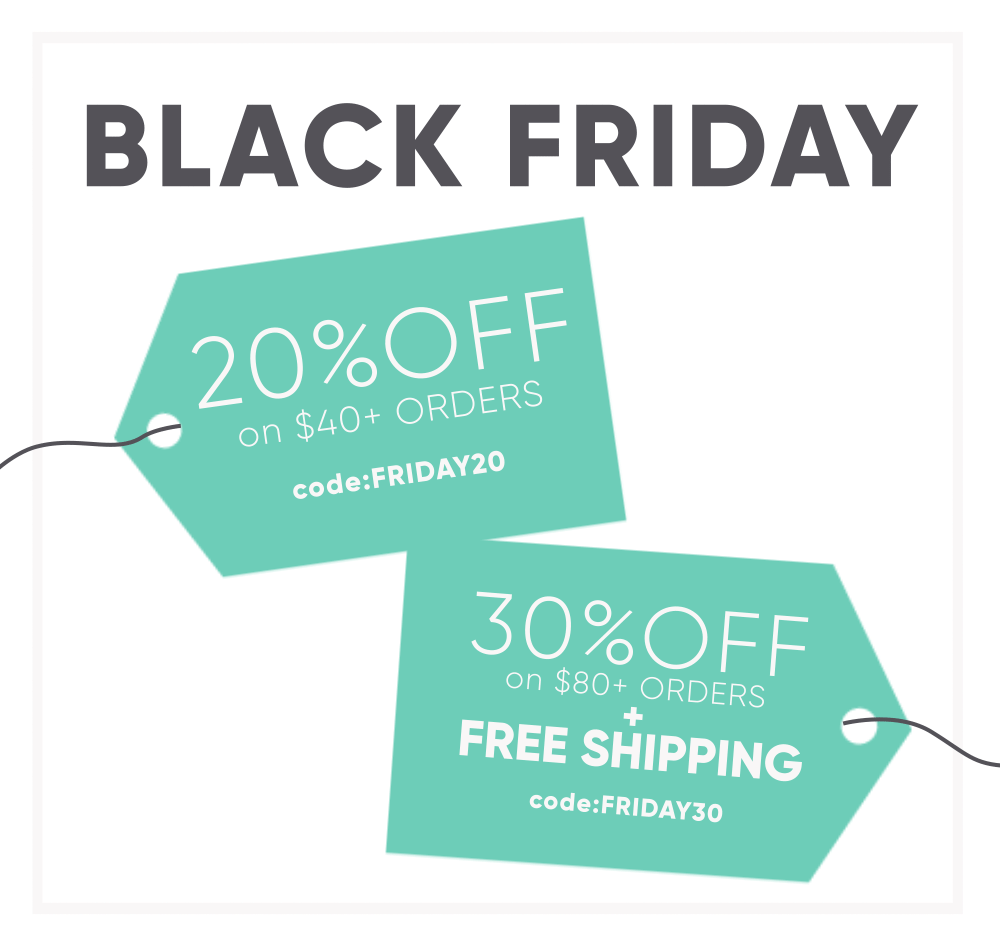 BLACK FRIDAY
20%OFF
on $40+ ORDERS
code:FRIDAY20
30%OFF
on $80+ ORDERS
+
FREE SHIPPING
code:FRIDAY30